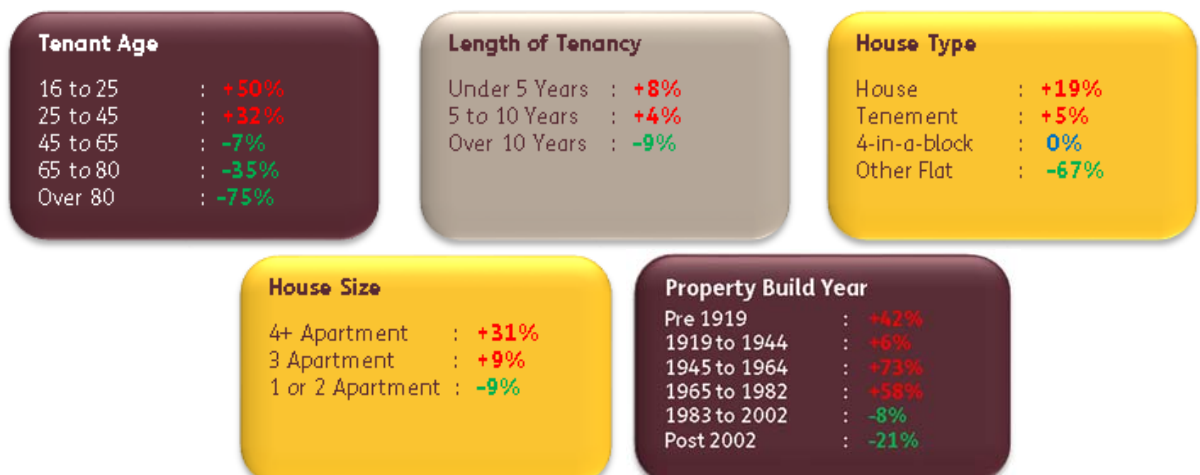 Tenant Age
16 to 25 : +50%
25 to 45 : +32%
45 to 65 : -7%
65 to 80 : -35%
Over 80 : -75%
Length of Tenancy
Under 5 Years : +8%
5 to 10 Years : +4%
Over 10 Years : -9%
House Type
House : +19%
Tenement : +5%
4-in-a-block : 0%
Other Flat : -67%
House Size
4+ Apartment : +31%
3 Apartment : +9%
1 or 2 Apartment : -9%
Property Build Year
Pre 1919 : +42%
1919 to 1944 : +6%
1945 to 1964 : +73%
1965 to 1982 : +58%
1983 to 2002 : -8%
Post 2002 : -21%